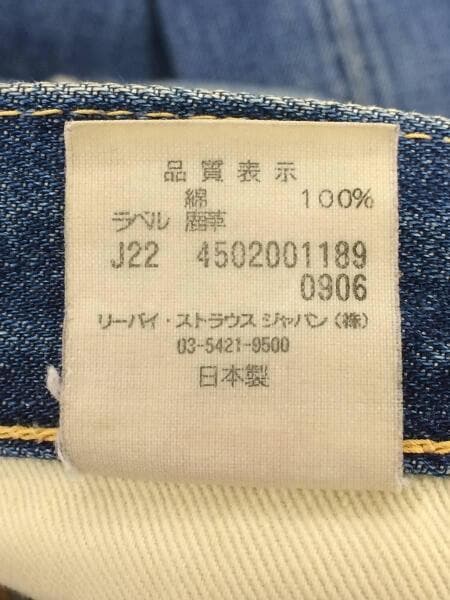 品質表示
綿 100%
ラベル 鹿革
J22 4502001189
0906
リーバイ・ストラウス ジャパン(株)
03-5421-9500
日本製